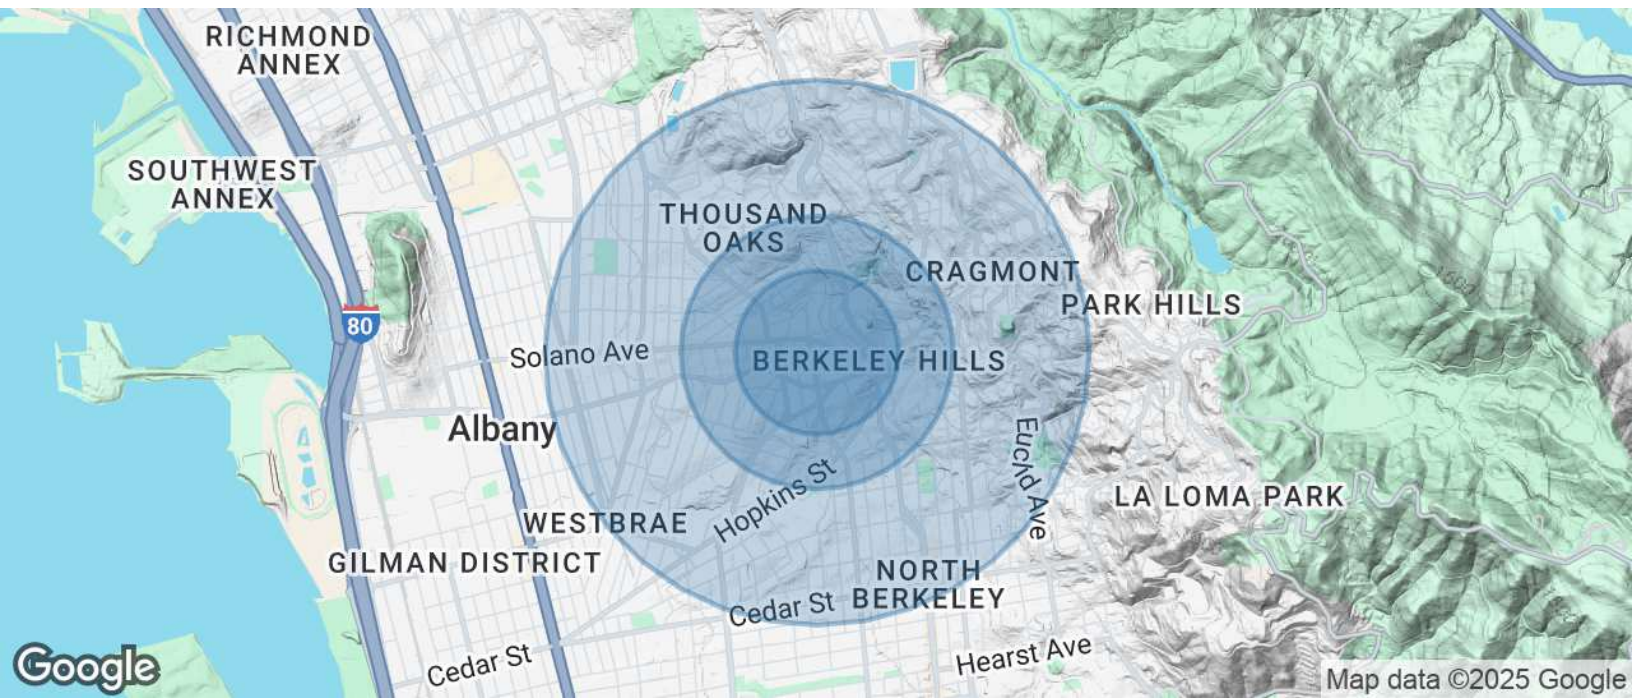 RICHMOND
ANNEX
SOUTHWEST
ANNEX
THOUSAND
OAKS
CRAGMONT
PARK HILLS
80
Solano Ave
BERKELEY HILLS
Albany
Euclid Ave
Hopkins St
LA LOMA PARK
WESTBRAE
GILMAN DISTRICT
NORTH
BERKELEY
Cedar St
Cedar St
Hearst Ave
Google
Map data ©2025 Google